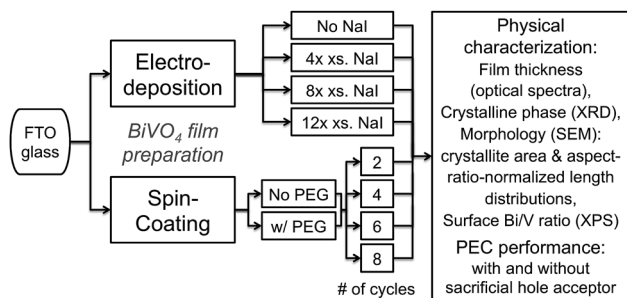 FTO
glass
Electro-
deposition
BiVO4 film
preparation
Spin-
Coating
No NaI
4x xs. NaI
8x xs. NaI
12x xs. NaI
No PEG
w/ PEG
2
4
6
8
# of cycles
Physical
characterization:
Film thickness
(optical spectra),
Crystalline phase (XRD),
Morphology (SEM):
crystallite area & aspect-
ratio-normalized length
distributions,
Surface Bi/V ratio (XPS)
PEC performance:
with and without
sacrificial hole acceptor